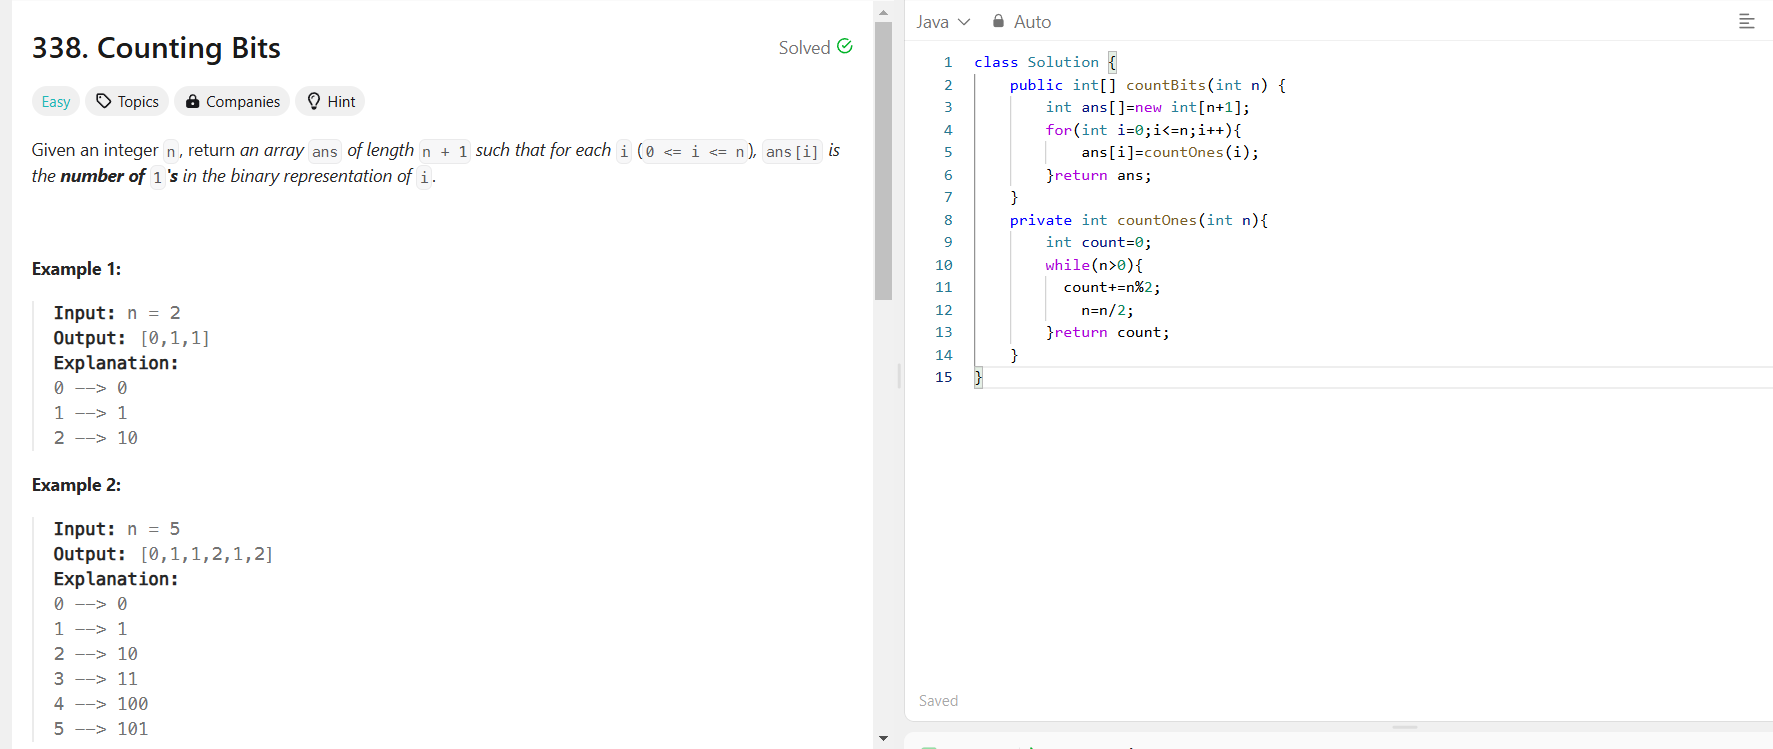 338. Counting Bits
Solved
Easy
Topics
Companies
Hint
Given an integer n, return an array ans of length n + 1 such that for each i (0 <= i <= n), ans[i] is
the number of 1's in the binary representation of i.
Example 1:
Input: n = 2
Output: [0,1,1]
Explanation:
0 --> 0
1 --> 1
2 --> 10
Example 2:
Input: n = 5
Output: [0,1,1,2,1,2]
Explanation:
0 --> 0
1 --> 1
2 --> 10
3 --> 11
4 --> 100
5 --> 101
Java
Auto
1 class Solution {
2 public int[] countBits(int n) {
3 int ans[]=new int[n+1];
4 for(int i=0;i<=n;i++){
5 ans[i]=countOnes(i);
6 }return ans;
7 }
8 private int countOnes(int n){
9 int count=0;
10 while(n>0){
11 count+=n%2;
12 n=n/2;
13 }return count;
14 }
15 }
Saved